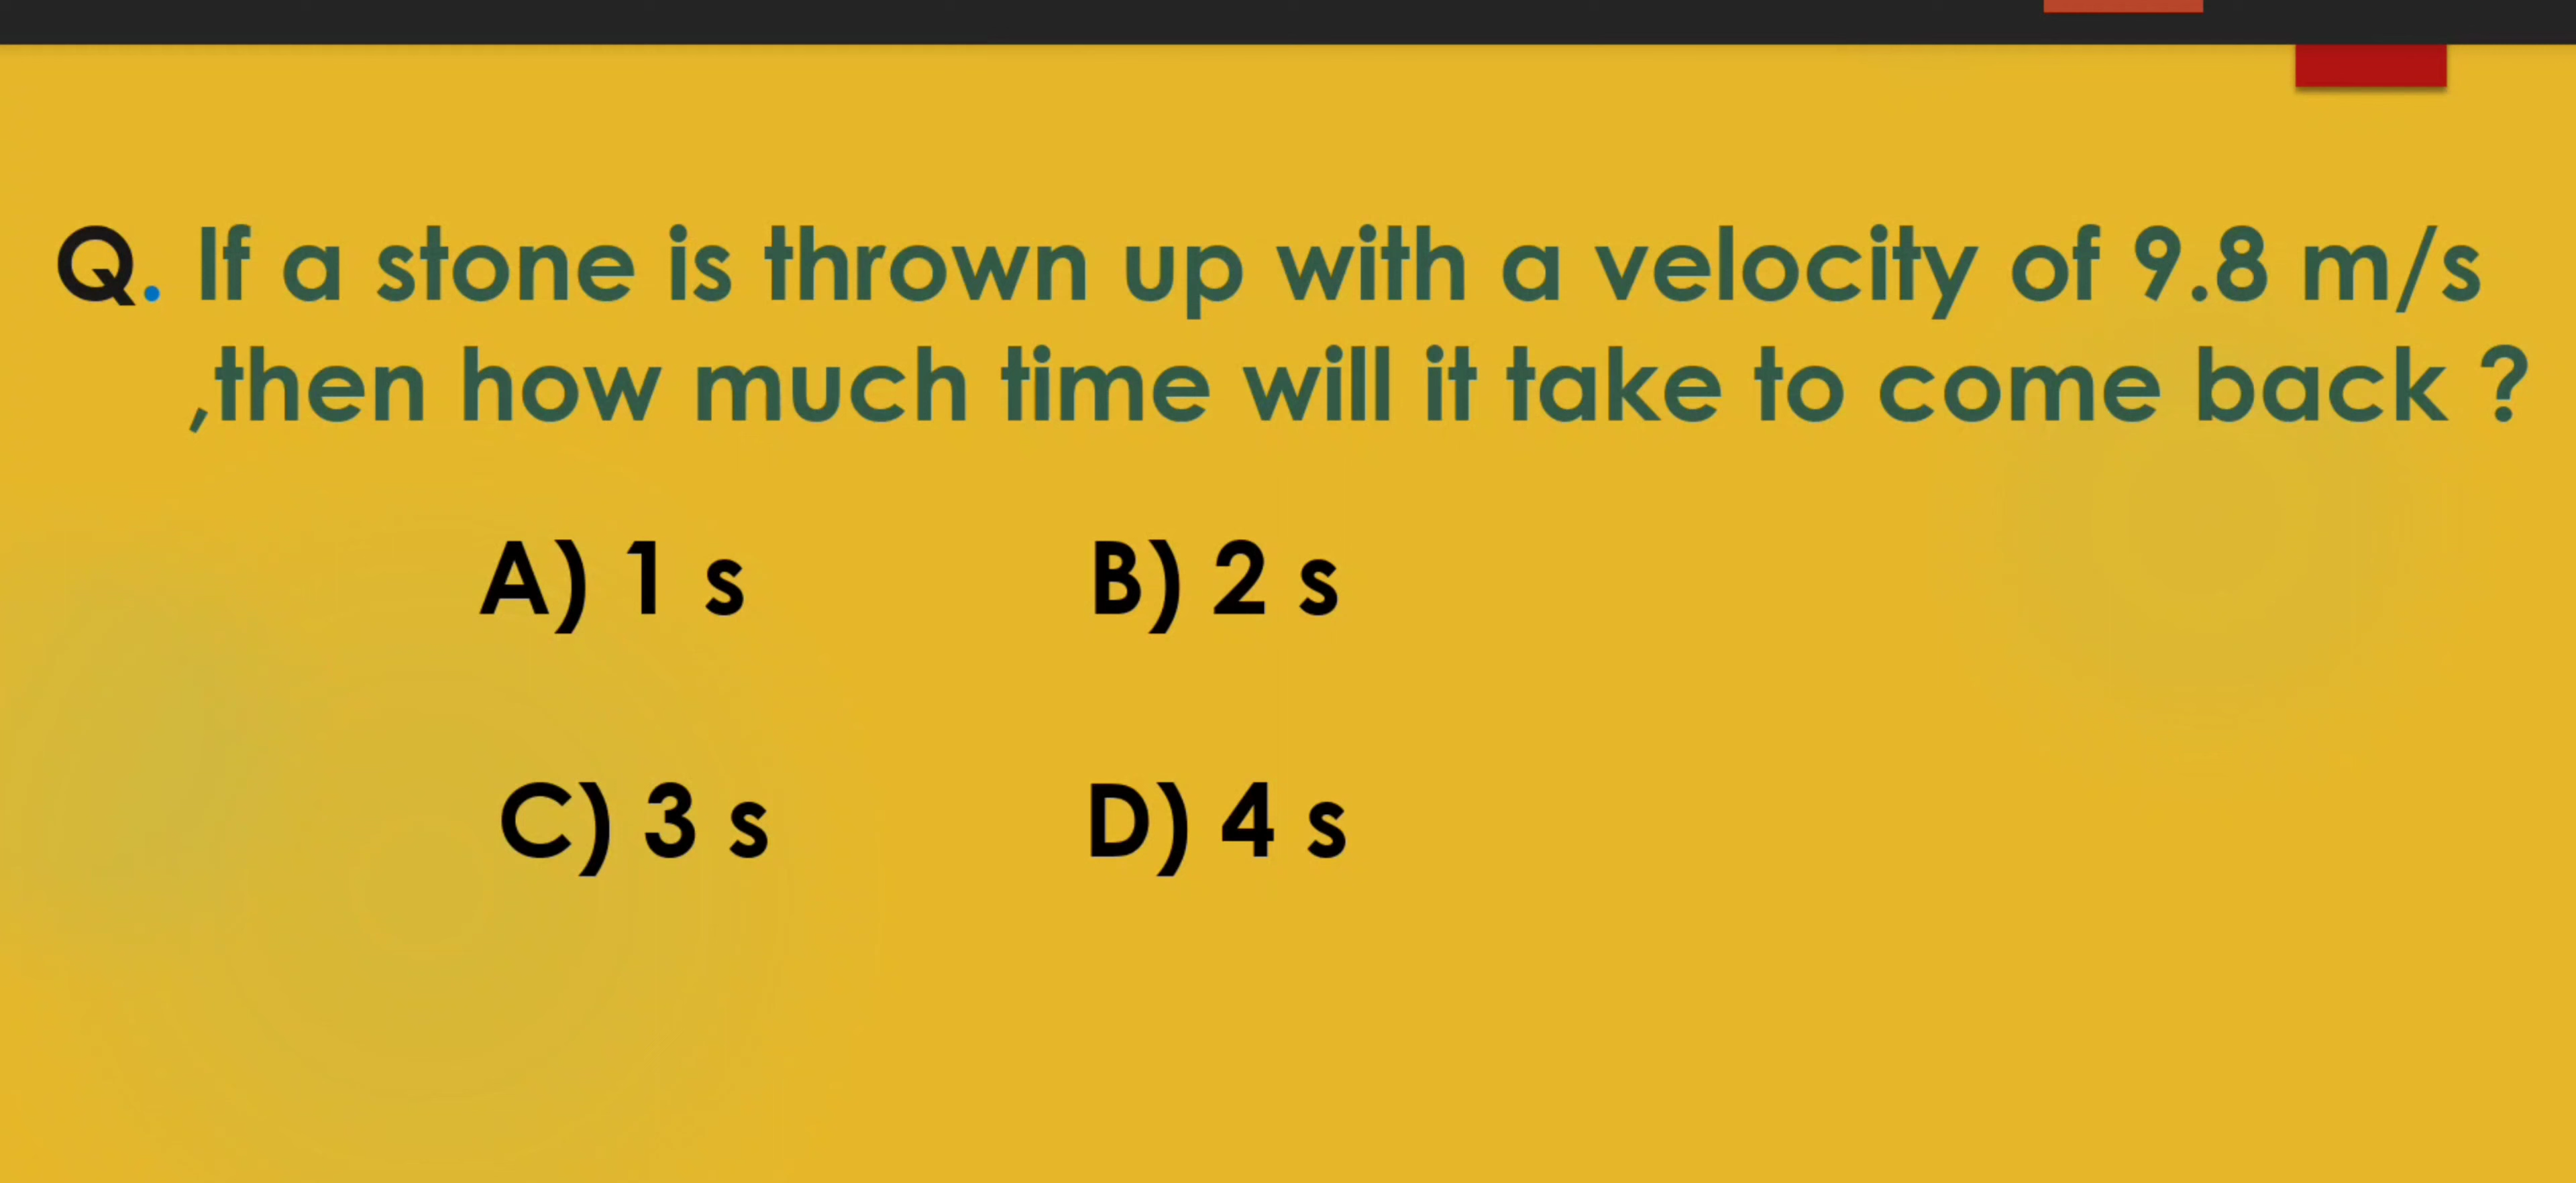 Q. If a stone is thrown up with a velocity of 9.8 m/s
,then how much time will it take to come back ?
A) 1 s B) 2 s
C) 3 s D) 4 s